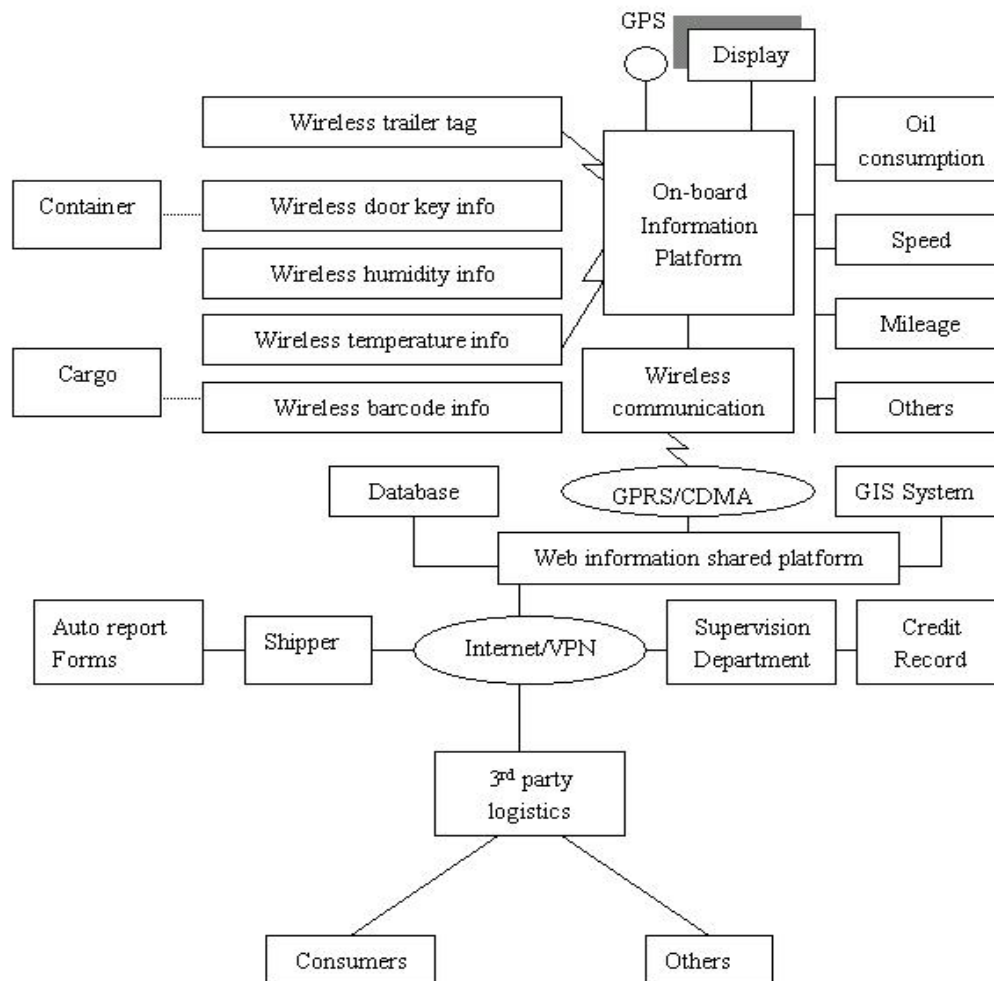 GPS
Display
Wireless trailer tag
Oil
consumption
Container
Wireless door key info
On-board
Information
Platform
Speed
Wireless humidity info
Mileage
Cargo
Wireless temperature info
Wireless
communication
Wireless barcode info
Others
Database
GPRS/CDMA
GIS System
Web information shared platform
Auto report
Forms
Shipper
Internet/VPN
Supervision
Department
Credit
Record
3rd party
logistics
Consumers
Others